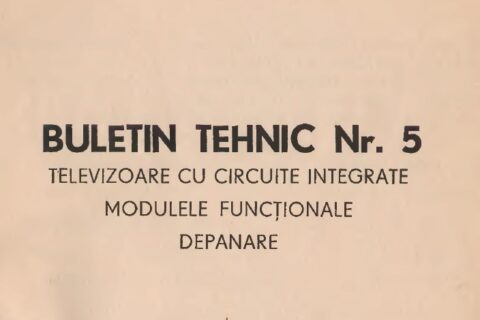 BULETIN TEHNIC Nr. 5
TELEVIZOARE CU CIRCUITE INTEGRATE
MODULELE FUNCȚIONALE
DEPANARE